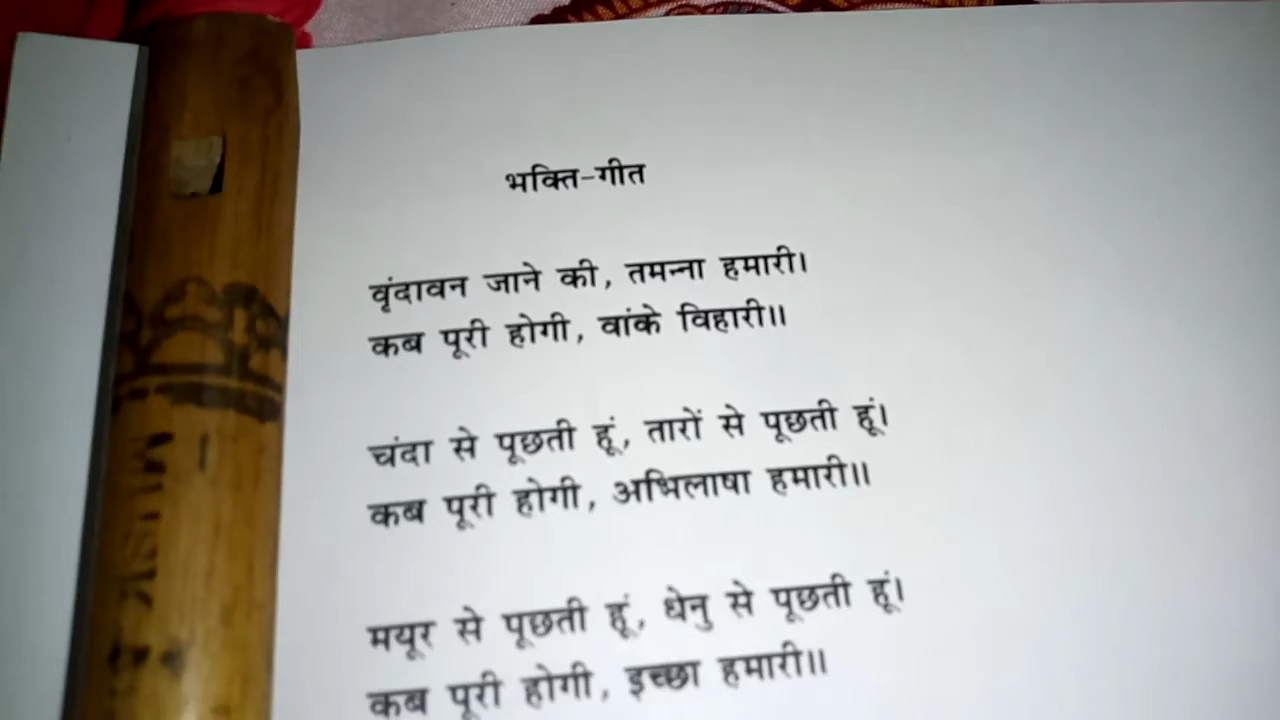 भक्ति-गीत
वृंदावन जाने की, तमन्ना हमारी।
कब पूरी होगी, वांके विहारी॥
चंदा से पूछती हूं, तारों से पूछती हूं।
कब पूरी होगी, अभिलाषा हमारी॥
मयूर से पूछती हूं, धेनु से पूछती हूं।
कब पूरी होगी, इच्छा हमारी॥